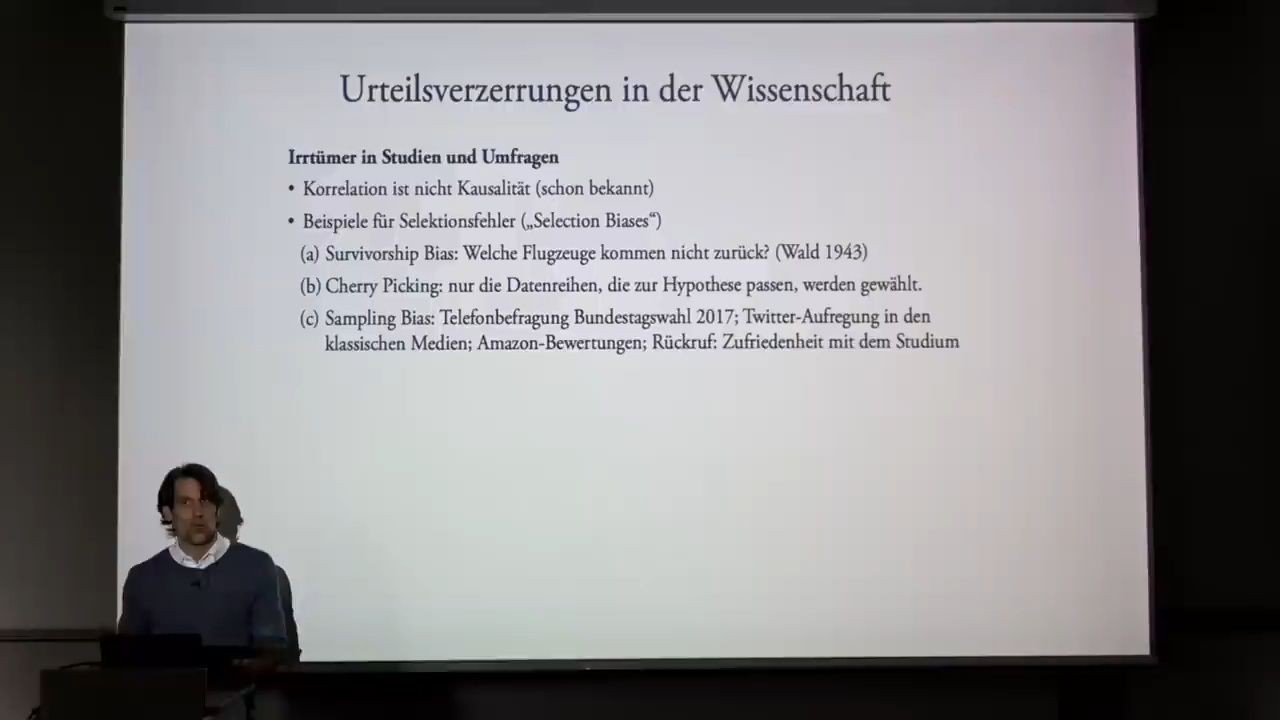 Urteilsverzerrungen in der Wissenschaft
Irrtümer in Studien und Umfragen
• Korrelation ist nicht Kausalität (schon bekannt)
• Beispiele für Selektionsfehler („Selection Biases“)
(a) Survivorship Bias: Welche Flugzeuge kommen nicht zurück? (Wald 1943)
(b) Cherry Picking: nur die Datenreihen, die zur Hypothese passen, werden gewählt.
(c) Sampling Bias: Telefonbefragung Bundestagswahl 2017; Twitter-Aufregung in den
klassischen Medien; Amazon-Bewertungen; Rückruf: Zufriedenheit mit dem Studium